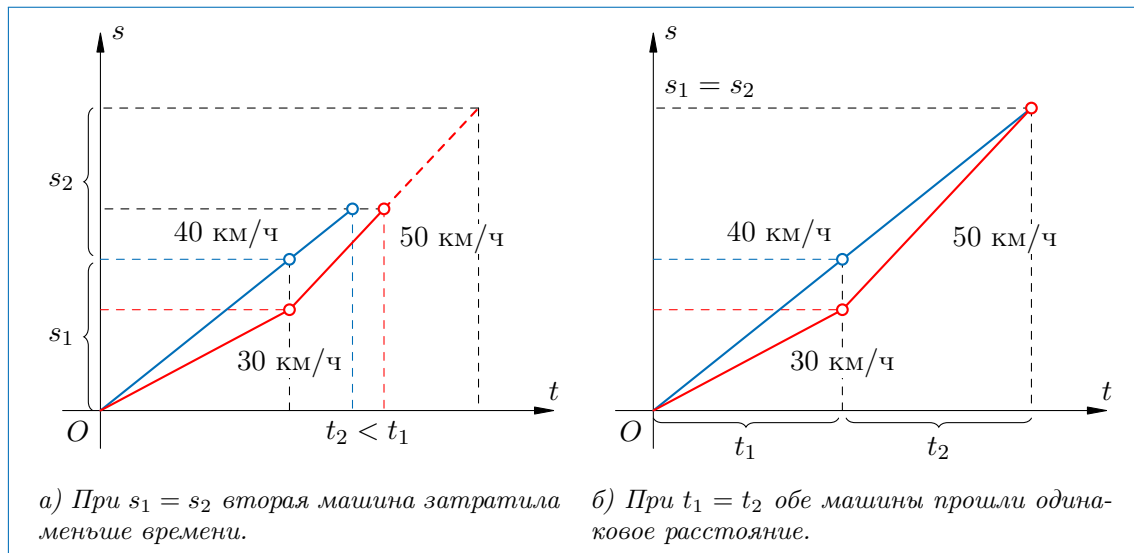 s
s₂
40 км/ч
50 км/ч
s₁
30 км/ч
O
t₂ < t₁
t
а) При s₁ = s₂ вторая машина затратила
меньше времени.
s
s₁ = s₂
40 км/ч
50 км/ч
30 км/ч
O
t₁
t₂
t
б) При t₁ = t₂ обе машины прошли одина-
ковое расстояние.